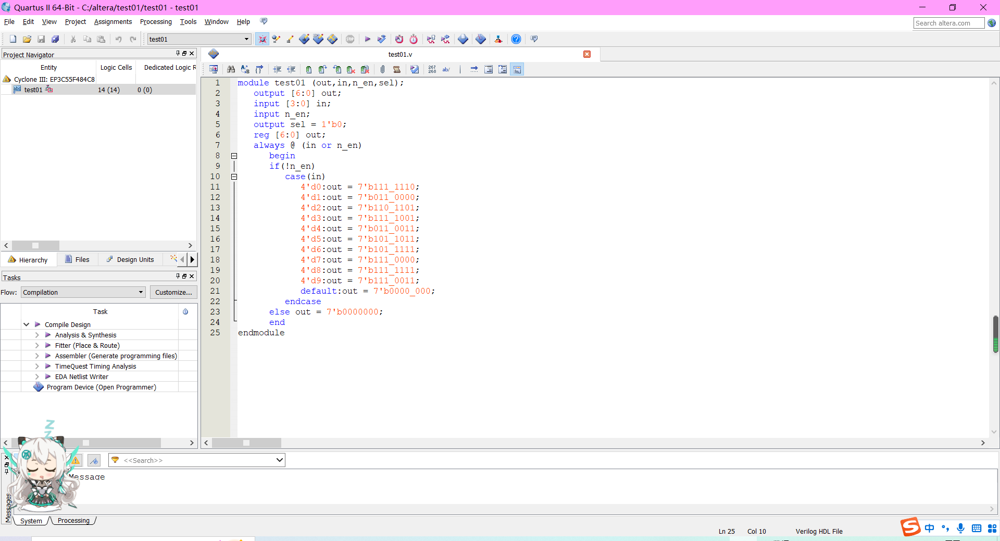 Quartus II 64-Bit - C:/altera/test01/test01 - test01
File Edit View Project Assignments Processing Tools Window Help
Search altera.com
test01
STOP
Project Navigator
Entity Logic Cells Dedicated Logic R
Cyclone III: EP3C55F484C8
test01 14 (14) 0 (0)
Hierarchy Files Design Units
Tasks
Flow: Compilation Customize...
Task
Compile Design
Analysis & Synthesis
Fitter (Place & Route)
Assembler (Generate programming files)
TimeQuest Timing Analysis
EDA Netlist Writer
Program Device (Open Programmer)
test01.v
267
268
ab/
1 module test01 (out,in,n_en,sel);
2 output [6:0] out;
3 input [3:0] in;
4 input n_en;
5 output sel = 1'b0;
6 reg [6:0] out;
7 always @ (in or n_en)
8 begin
9 if(!n_en)
10 case(in)
11 4'd0:out = 7'b111_1110;
12 4'd1:out = 7'b011_0000;
13 4'd2:out = 7'b110_1101;
14 4'd3:out = 7'b111_1001;
15 4'd4:out = 7'b011_0011;
16 4'd5:out = 7'b101_1011;
17 4'd6:out = 7'b101_1111;
18 4'd7:out = 7'b111_0000;
19 4'd8:out = 7'b111_1111;
20 4'd9:out = 7'b111_0011;
21 default:out = 7'b0000_000;
22 endcase
23 else out = 7'b0000000;
24 end
25 endmodule
Z
Z
<<Search>>
Message
Messages
System Processing
Ln 25 Col 10 Verilog HDL File
S 中